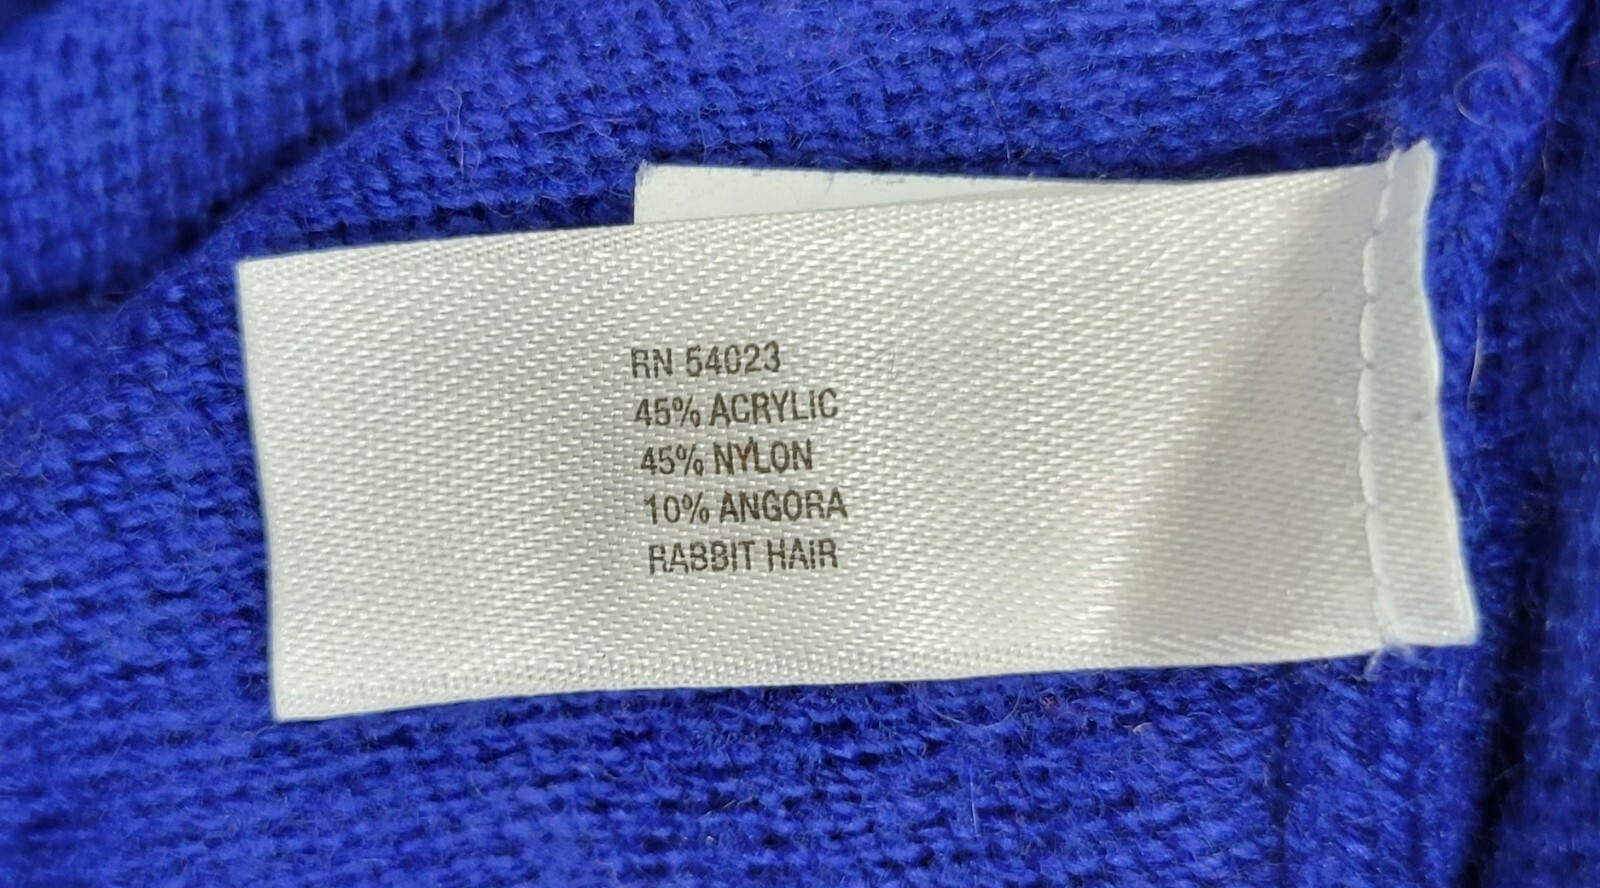 RN 54023
45% ACRYLIC
45% NYLON
10% ANGORA
RABBIT HAIR